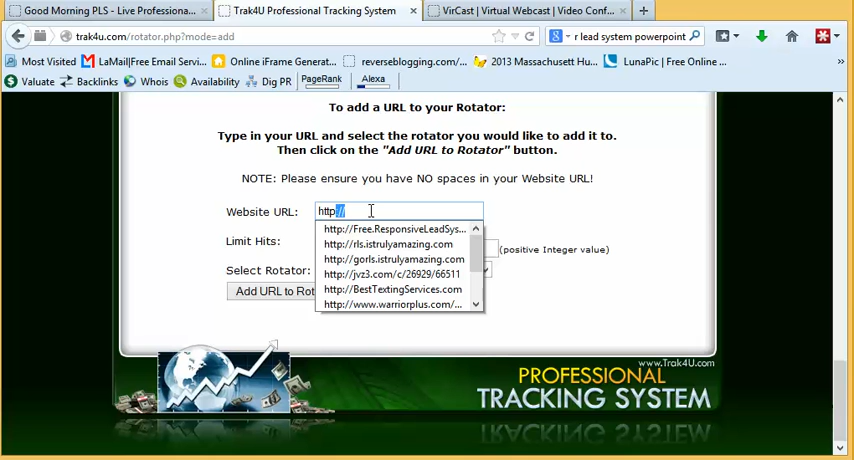 Good Morning PLS - Live Professiona...
Trak4U Professional Tracking System
VirCast | Virtual Webcast | Video Conf...
trak4u.com/rotator.php?mode=add
r lead system powerpoint
Most Visited
LaMail|Free Email Servi...
Online iFrame Generat...
reverseblogging.com/...
2013 Massachusett Hu...
LunaPic | Free Online ...
Valuate
Backlinks
Whois
Availability
Dig PR
PageRank
Alexa
To add a URL to your Rotator:
Type in your URL and select the rotator you would like to add it to.
Then click on the "Add URL to Rotator" button.
NOTE: Please ensure you have NO spaces in your Website URL!
Website URL:
http://
http://Free.ResponsiveLeadSys...
Limit Hits:
http://rls.istrulyamazing.com
(positive Integer value)
http://gorls.istrulyamazing.com
Select Rotator:
http://jvz3.com/c/26929/66511
Add URL to Rot
http://BestTextingServices.com
http://www.warriorplus.com/...
www.Trak4U.com
PROFESSIONAL
TRACKING SYSTEM